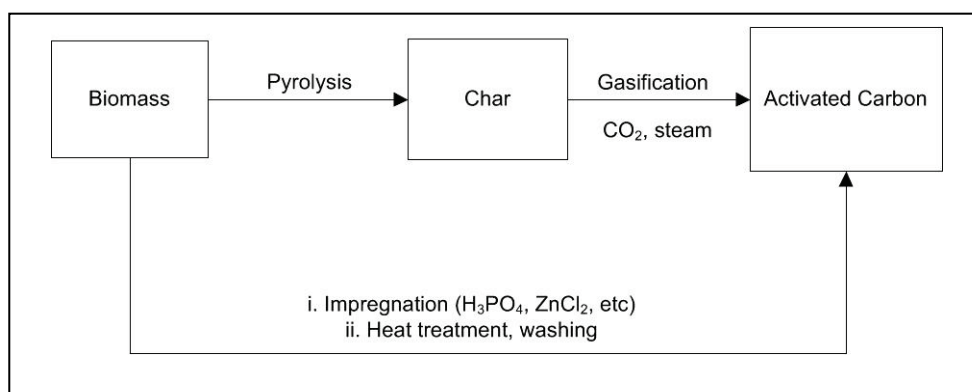 Biomass
Pyrolysis
Char
Gasification
CO₂, steam
Activated Carbon
i. Impregnation (H₃PO₄, ZnCl₂, etc)
ii. Heat treatment, washing